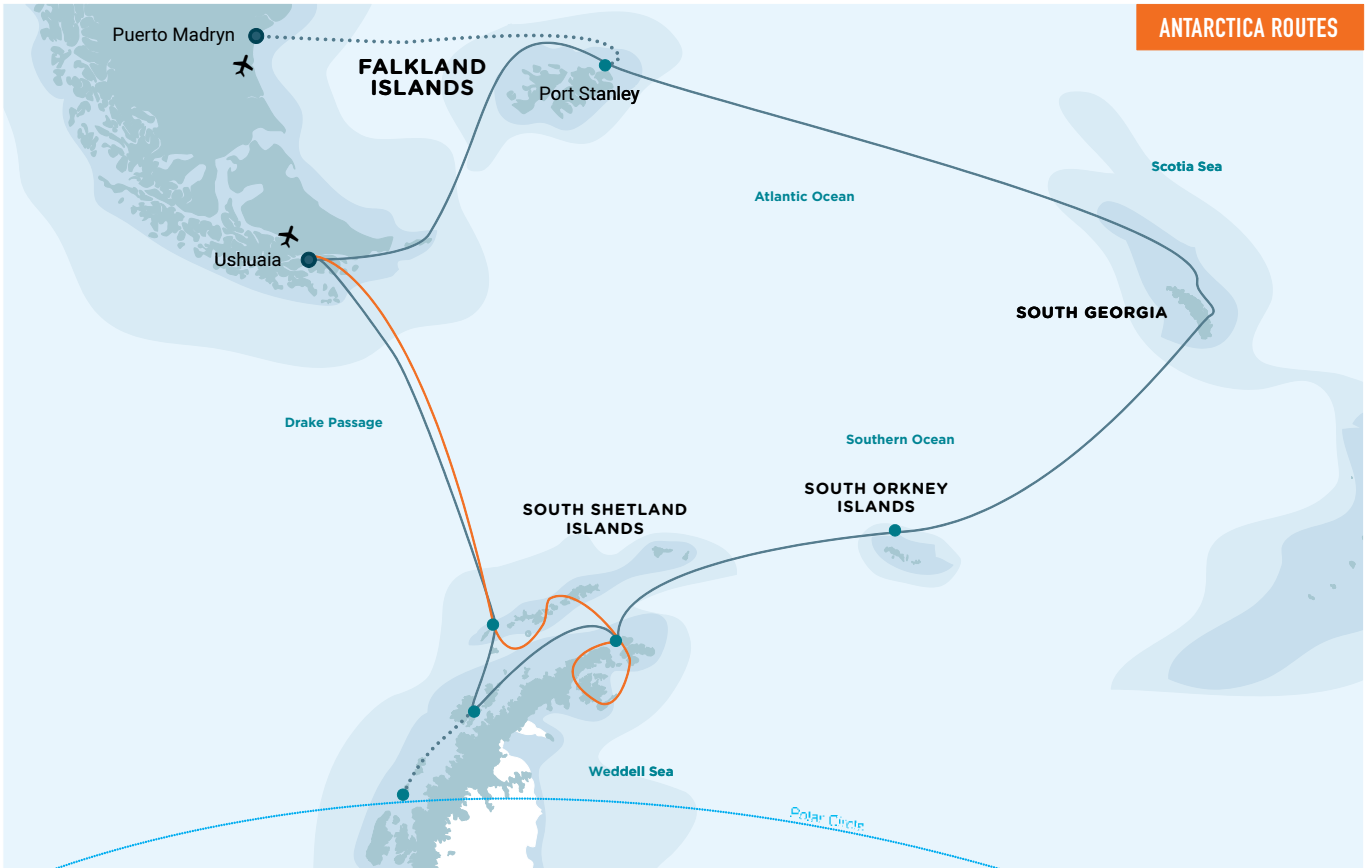 ANTARCTICA ROUTES
Puerto Madryn
FALKLAND
ISLANDS
Port Stanley
Scotia Sea
Atlantic Ocean
Ushuaia
SOUTH GEORGIA
Drake Passage
Southern Ocean
SOUTH ORKNEY
ISLANDS
SOUTH SHETLAND
ISLANDS
Weddell Sea
Polar Circle